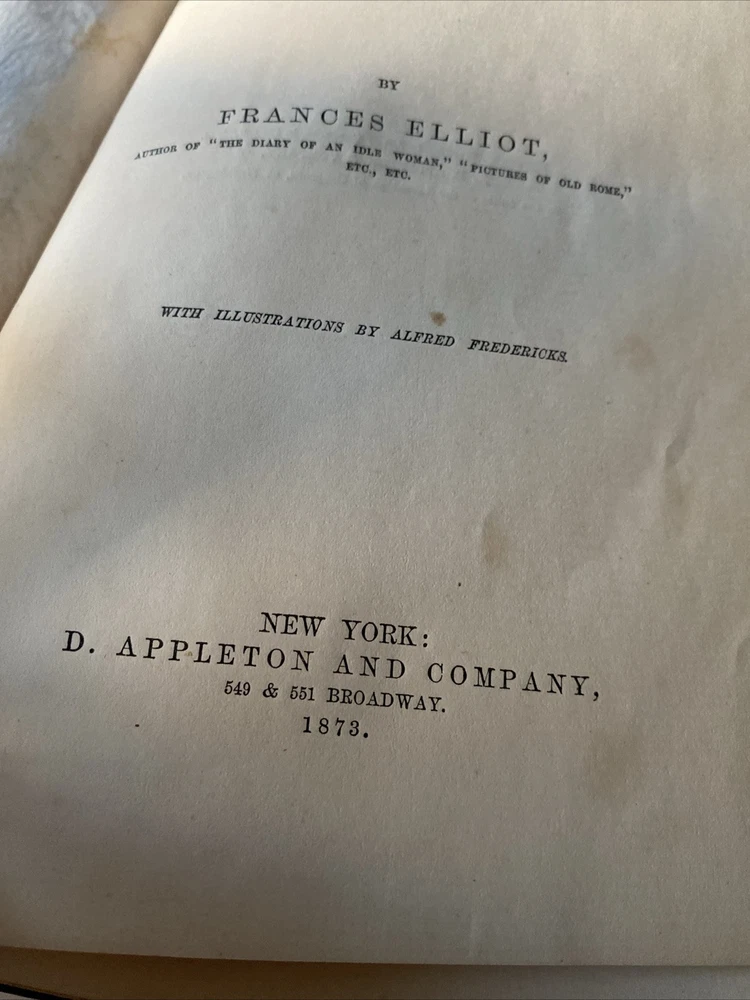 BY
FRANCES ELLIOT,
AUTHOR OF "THE DIARY OF AN IDLE WOMAN," "PICTURES OF OLD ROME,"
ETC., ETC.
WITH ILLUSTRATIONS BY ALFRED FREDERICKS.
NEW YORK:
D. APPLETON AND COMPANY,
549 & 551 BROADWAY.
1873.